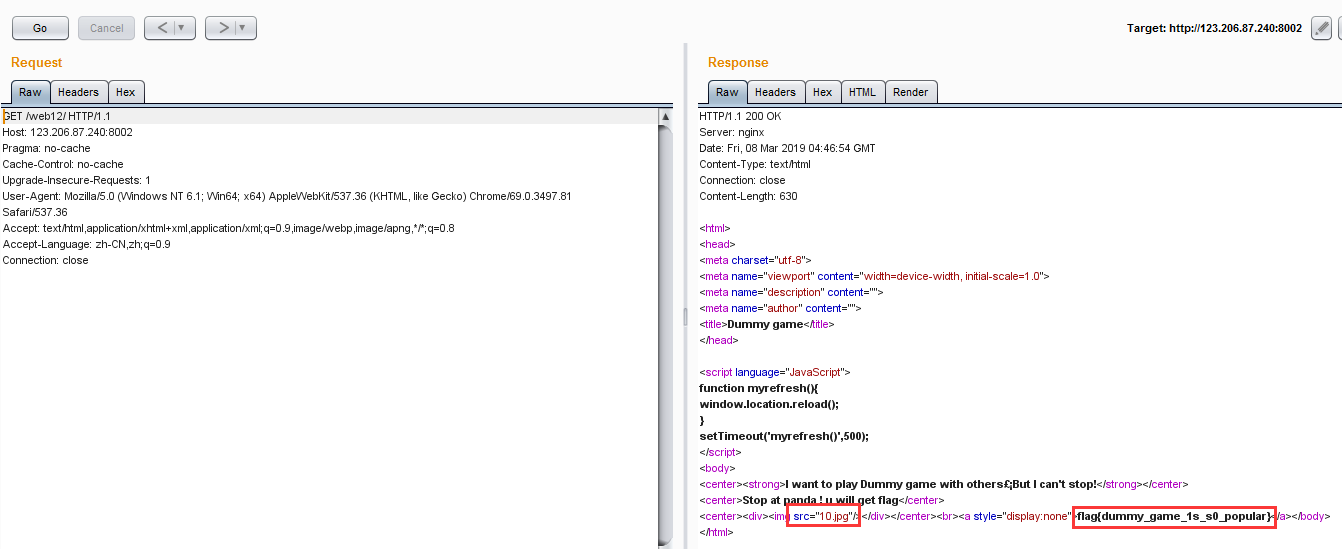 Go Cancel < > Target: http://123.206.87.240:8002
Request
Raw Headers Hex
GET /web12/ HTTP/1.1
Host: 123.206.87.240:8002
Pragma: no-cache
Cache-Control: no-cache
Upgrade-Insecure-Requests: 1
User-Agent: Mozilla/5.0 (Windows NT 6.1; Win64; x64) AppleWebKit/537.36 (KHTML, like Gecko) Chrome/69.0.3497.81
Safari/537.36
Accept: text/html,application/xhtml+xml,application/xml;q=0.9,image/webp,image/apng,*/*;q=0.8
Accept-Language: zh-CN,zh;q=0.9
Connection: close
Response
Raw Headers Hex HTML Render
HTTP/1.1 200 OK
Server: nginx
Date: Fri, 08 Mar 2019 04:46:54 GMT
Content-Type: text/html
Connection: close
Content-Length: 630
<html>
<head>
<meta charset="utf-8">
<meta name="viewport" content="width=device-width, initial-scale=1.0">
<meta name="description" content="">
<meta name="author" content="">
<title>Dummy game</title>
</head>
<script language="JavaScript">
function myrefresh(){
window.location.reload();
}
setTimeout('myrefresh()',500);
</script>
<body>
<center><strong>I want to play Dummy game with others£¡But I can't stop!</strong></center>
<center>Stop at panda ! u will get flag</center>
<center><div><img src="10.jpg"/></div></center><br><a style="display:none">flag{dummy_game_1s_s0_popular}</a></body>
</html>